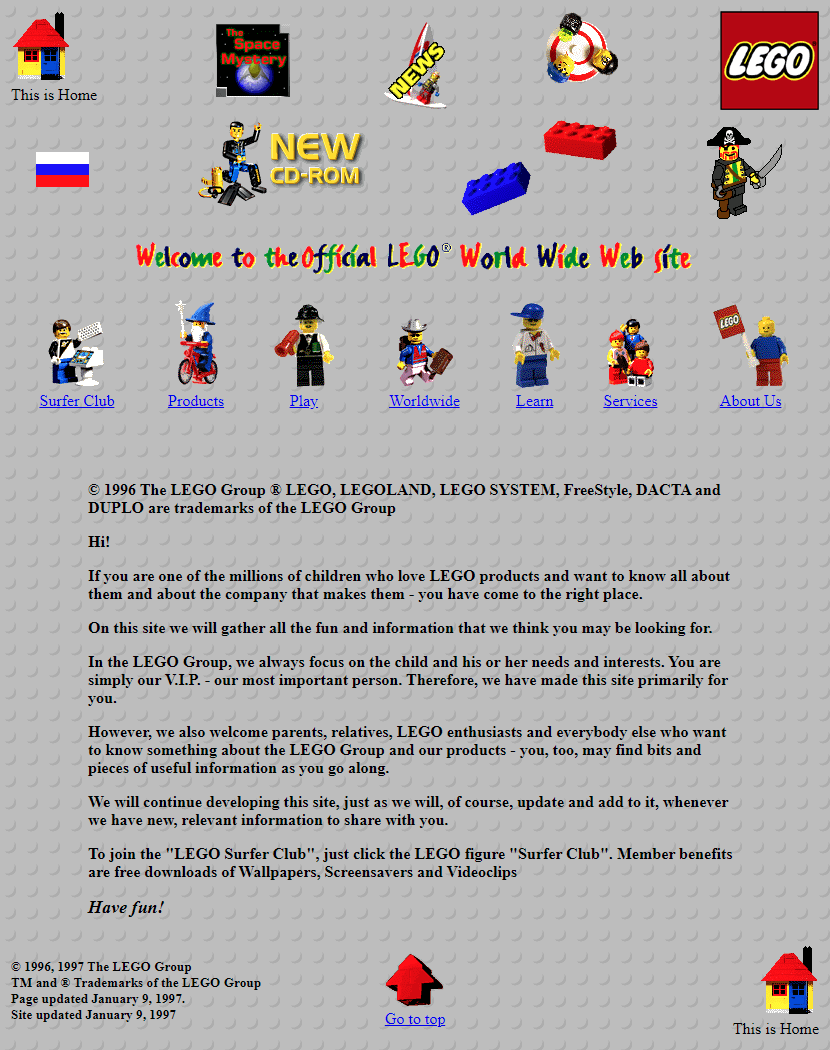 This is Home
The Space Mystery
NEWS
LEGO
NEW
CD-ROM
Welcome to the Official LEGO® World Wide Web Site
LEGO
Surfer Club Products Play Worldwide Learn Services About Us
© 1996 The LEGO Group ® LEGO, LEGOLAND, LEGO SYSTEM, FreeStyle, DACTA and
DUPLO are trademarks of the LEGO Group
Hi!
If you are one of the millions of children who love LEGO products and want to know all about
them and about the company that makes them - you have come to the right place.
On this site we will gather all the fun and information that we think you may be looking for.
In the LEGO Group, we always focus on the child and his or her needs and interests. You are
simply our V.I.P. - our most important person. Therefore, we have made this site primarily for
you.
However, we also welcome parents, relatives, LEGO enthusiasts and everybody else who want
to know something about the LEGO Group and our products - you, too, may find bits and
pieces of useful information as you go along.
We will continue developing this site, just as we will, of course, update and add to it, whenever
we have new, relevant information to share with you.
To join the "LEGO Surfer Club", just click the LEGO figure "Surfer Club". Member benefits
are free downloads of Wallpapers, Screensavers and Videoclips
Have fun!
© 1996, 1997 The LEGO Group
TM and ® Trademarks of the LEGO Group
Page updated January 9, 1997.
Site updated January 9, 1997
Go to top
This is Home